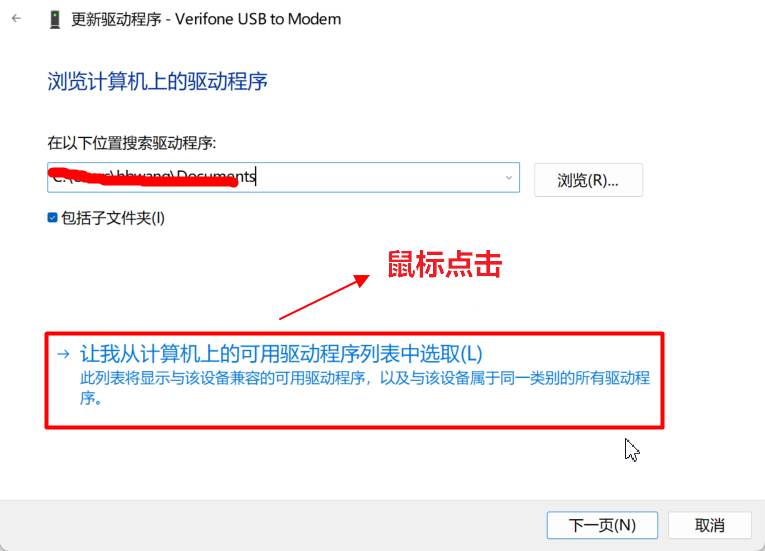 更新驱动程序 - Verifone USB to Modem
浏览计算机上的驱动程序
在以下位置搜索驱动程序:
浏览(R)...
包括子文件夹(I)
鼠标点击
让我从计算机上的可用驱动程序列表中选取(L)
此列表将显示与该设备兼容的可用驱动程序，以及与该设备属于同一类别的所有驱动程
序。
下一页(N)
取消